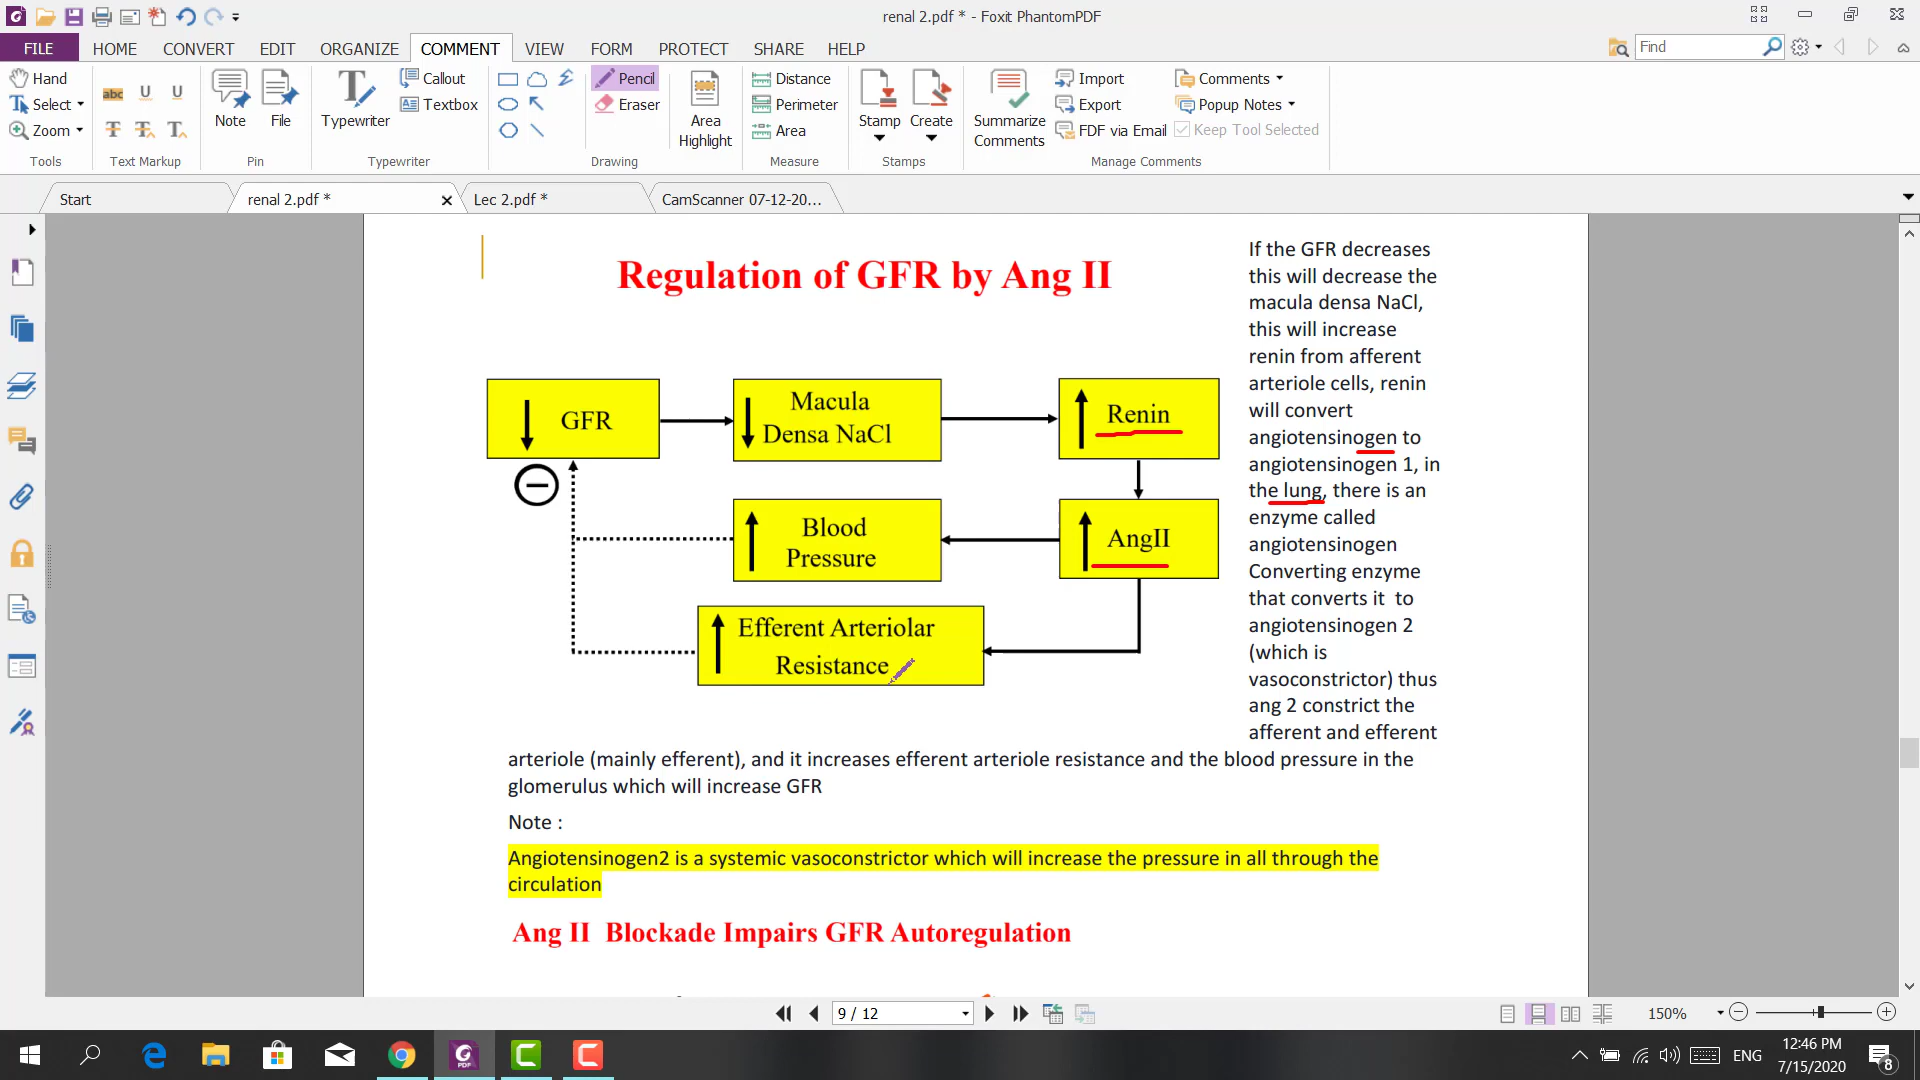 renal 2.pdf * - Foxit PhantomPDF
FILE HOME CONVERT EDIT ORGANIZE COMMENT VIEW FORM PROTECT SHARE HELP
Find
Hand
Select
Zoom
Tools
abc U U
T T T
Text Markup
Note
File
Pin
Typewriter
Callout
Textbox
Typewriter
Pencil
Eraser
Drawing
Area
Highlight
Distance
Perimeter
Area
Measure
Stamp
Create
Stamps
Summarize
Comments
Import
Export
FDF via Email
Comments
Popup Notes
Keep Tool Selected
Manage Comments
Start
renal 2.pdf *
Lec 2.pdf *
CamScanner 07-12-20...
Regulation of GFR by Ang II
GFR
Macula
Densa NaCl
Renin
Blood
Pressure
AngII
Efferent Arteriolar
Resistance
If the GFR decreases
this will decrease the
macula densa NaCl,
this will increase
renin from afferent
arteriole cells, renin
will convert
angiotensinogen to
angiotensinogen 1, in
the lung, there is an
enzyme called
angiotensinogen
Converting enzyme
that converts it to
angiotensinogen 2
(which is
vasoconstrictor) thus
ang 2 constrict the
afferent and efferent
arteriole (mainly efferent), and it increases efferent arteriole resistance and the blood pressure in the
glomerulus which will increase GFR
Note :
Angiotensinogen2 is a systemic vasoconstrictor which will increase the pressure in all through the
circulation
Ang II Blockade Impairs GFR Autoregulation
9 / 12
150%
PDF
ENG
12:46 PM
7/15/2020
8